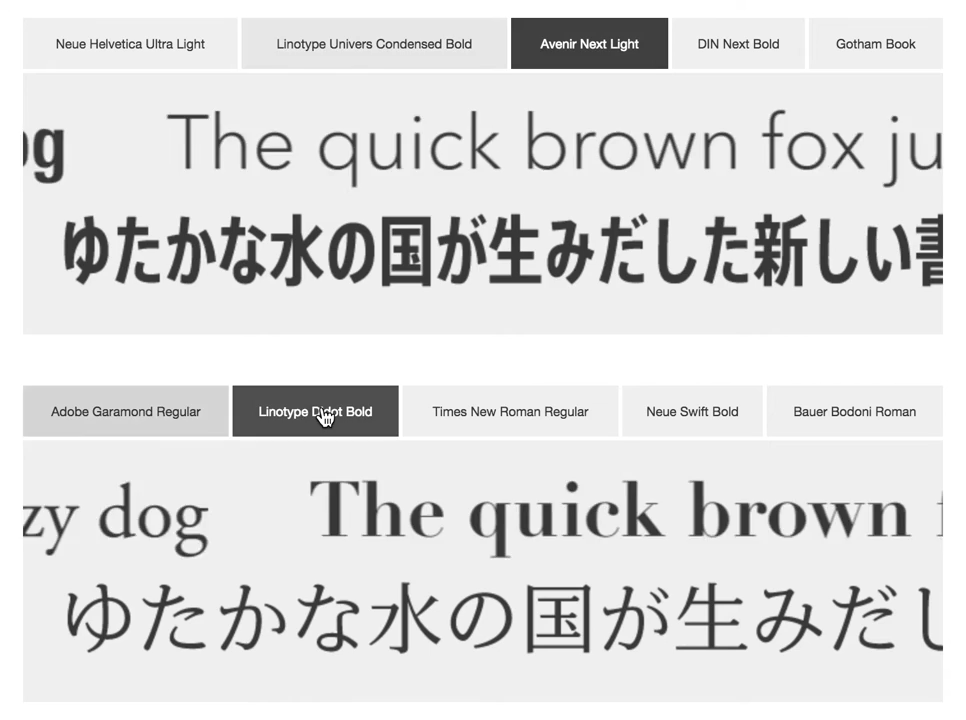 Neue Helvetica Ultra Light
Linotype Univers Condensed Bold
Avenir Next Light
DIN Next Bold
Gotham Book
og The quick brown fox ju
ゆたかな水の国が生みだした新しい書
Adobe Garamond Regular
Linotype Didot Bold
Times New Roman Regular
Neue Swift Bold
Bauer Bodoni Roman
zy dog The quick brown f
ゆたかな水の国が生みだし